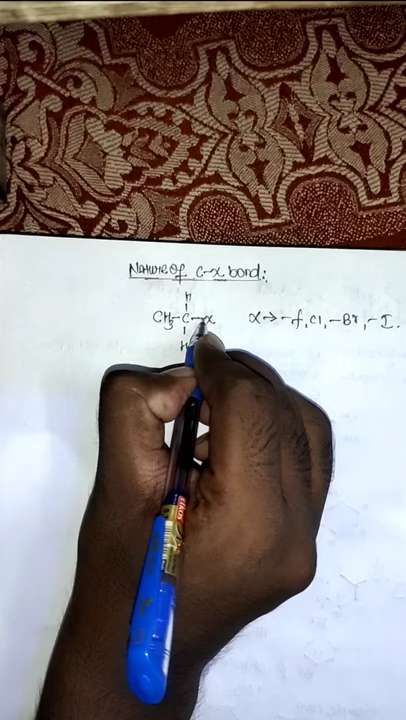 Nature of C-x bond:
H
CH3-C-x x→ -f, Cl, -Br, -I.
H